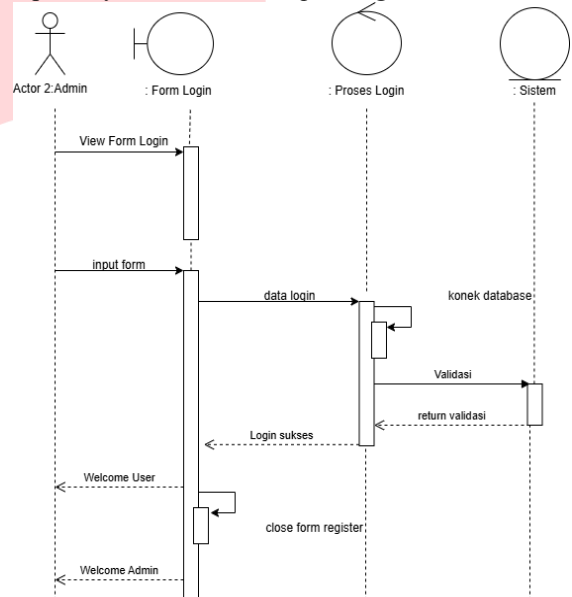 Actor 2:Admin
: Form Login
: Proses Login
: Sistem
View Form Login
input form
data login
konek database
Validasi
return validasi
Login sukses
Welcome User
close form register
Welcome Admin